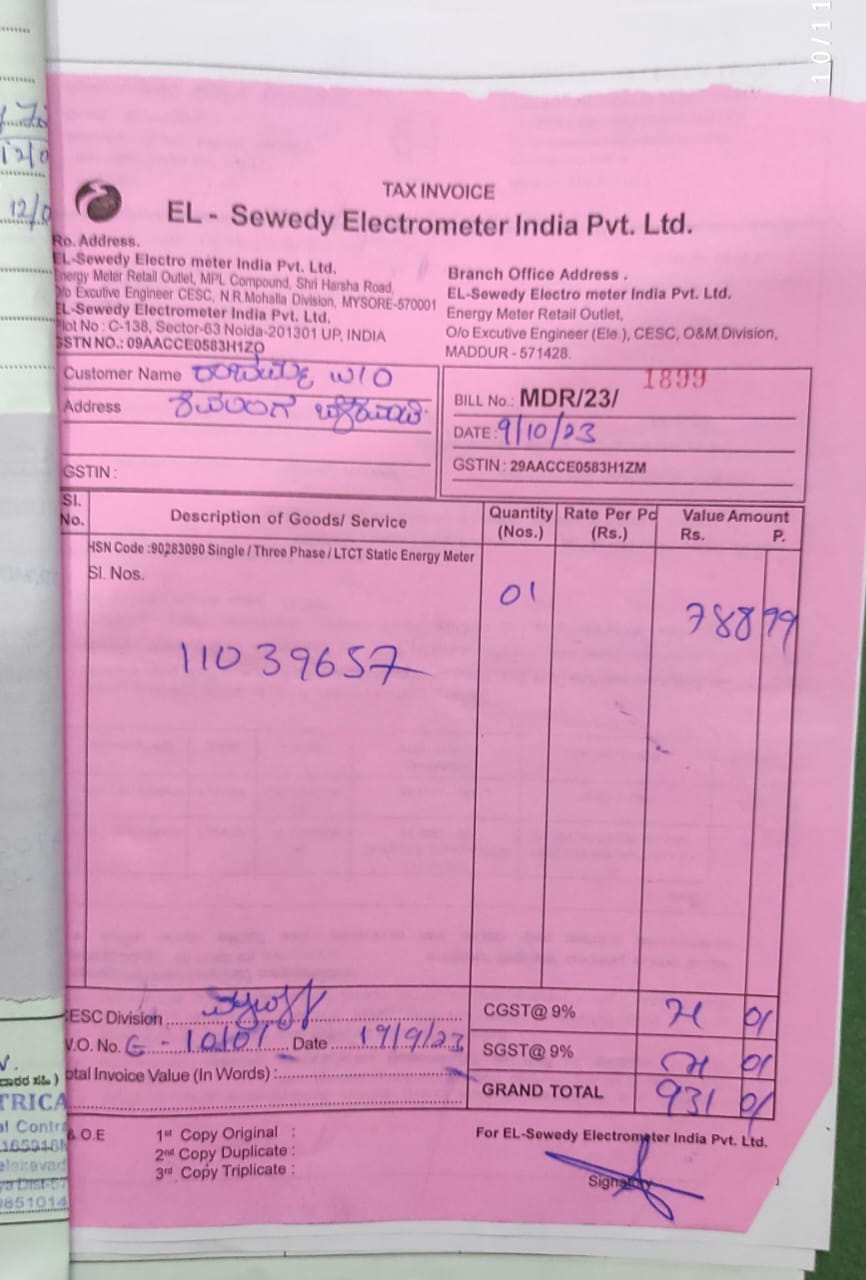 10/11
TAX INVOICE
EL - Sewedy Electrometer India Pvt. Ltd.
Ro. Address.
EL-Sewedy Electro meter India Pvt. Ltd.
Energy Meter Retail Outlet, MPL Compound, Shri Harsha Road,
O/o Excutive Engineer CESC, N.R.Mohalla Division, MYSORE-570001
EL-Sewedy Electrometer India Pvt. Ltd.
Plot No : C-138, Sector-63 Noida-201301 UP, INDIA
GSTN NO.: 09AACCE0583H1ZO
Branch Office Address .
EL-Sewedy Electro meter India Pvt. Ltd.
Energy Meter Retail Outlet,
O/o Excutive Engineer (Ele.), CESC, O&M Division,
MADDUR - 571428.
Customer Name W/O
Address
GSTIN :
BILL No.: MDR/23/ 1899
DATE : 9/10/23
GSTIN : 29AACCE0583H1ZM
Sl. No. Description of Goods/ Service Quantity (Nos.) Rate Per Pc (Rs.) Value Amount Rs. P.
HSN Code :90283090 Single / Three Phase / LTCT Static Energy Meter
Sl. Nos.
01 788 99
11039657
CESC Division
Date 19/9/23
Total Invoice Value (In Words) :
CGST@ 9% 71 01
SGST@ 9% 71 01
GRAND TOTAL 931 01
& O.E
1st Copy Original :
2nd Copy Duplicate :
3rd Copy Triplicate :
For EL-Sewedy Electrometer India Pvt. Ltd.
Signatory